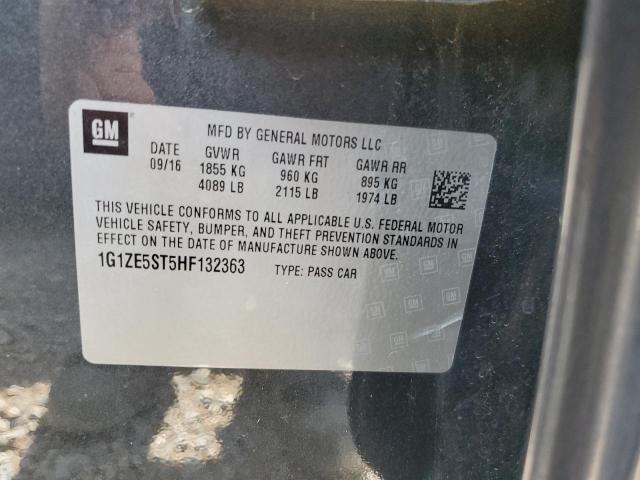 GM
MFD BY GENERAL MOTORS LLC
DATE GVWR GAWR FRT GAWR RR
09/16 1855 KG 960 KG 895 KG
4089 LB 2115 LB 1974 LB
THIS VEHICLE CONFORMS TO ALL APPLICABLE U.S. FEDERAL MOTOR
VEHICLE SAFETY, BUMPER, AND THEFT PREVENTION STANDARDS IN
EFFECT ON THE DATE OF MANUFACTURE SHOWN ABOVE.
1G1ZE5ST5HF132363 TYPE: PASS CAR